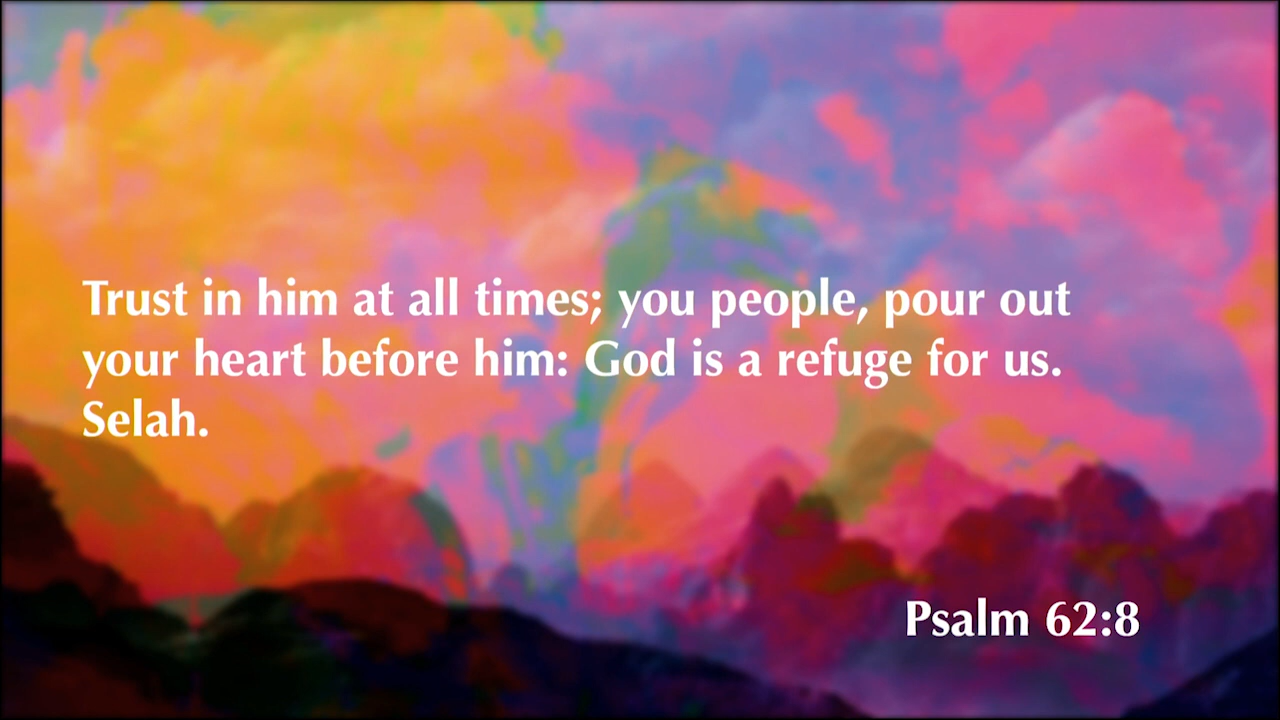 Trust in him at all times; you people, pour out
your heart before him: God is a refuge for us.
Selah.
Psalm 62:8